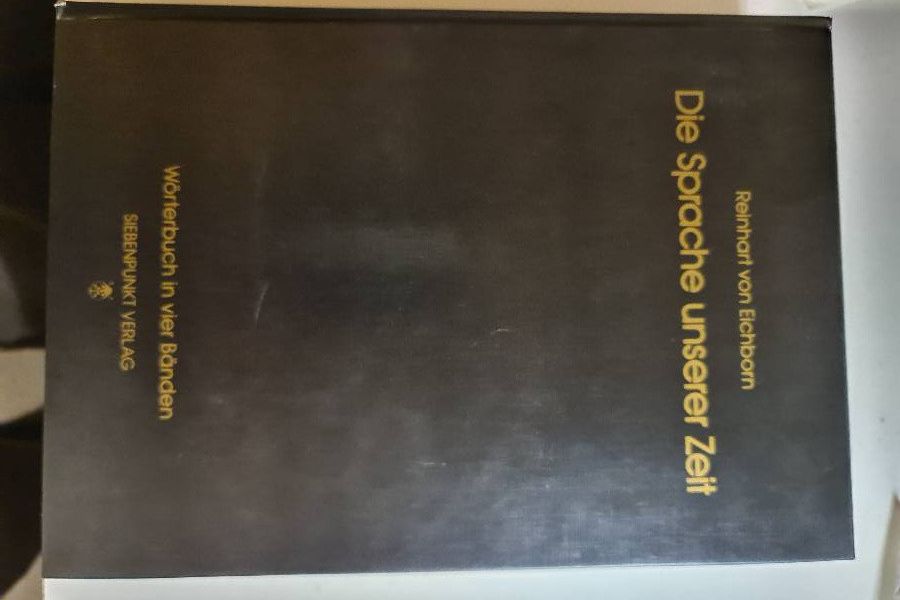 Reinhart von Eichborn
Die Sprache unserer Zeit
Wörterbuch in vier Bänden
SIEBENPUNKT VERLAG